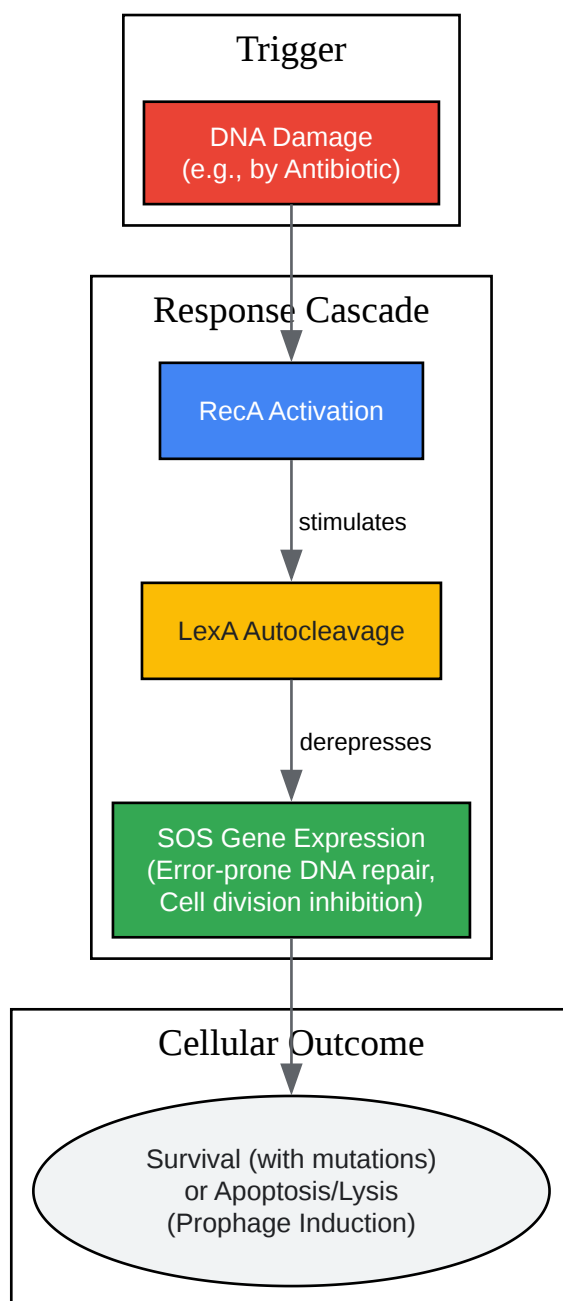 Trigger
DNA Damage
(e.g., by Antibiotic)
Response Cascade
RecA Activation
stimulates
LexA Autocleavage
derepresses
SOS Gene Expression
(Error-prone DNA repair,
Cell division inhibition)
Cellular Outcome
Survival (with mutations)
or Apoptosis/Lysis
(Prophage Induction)